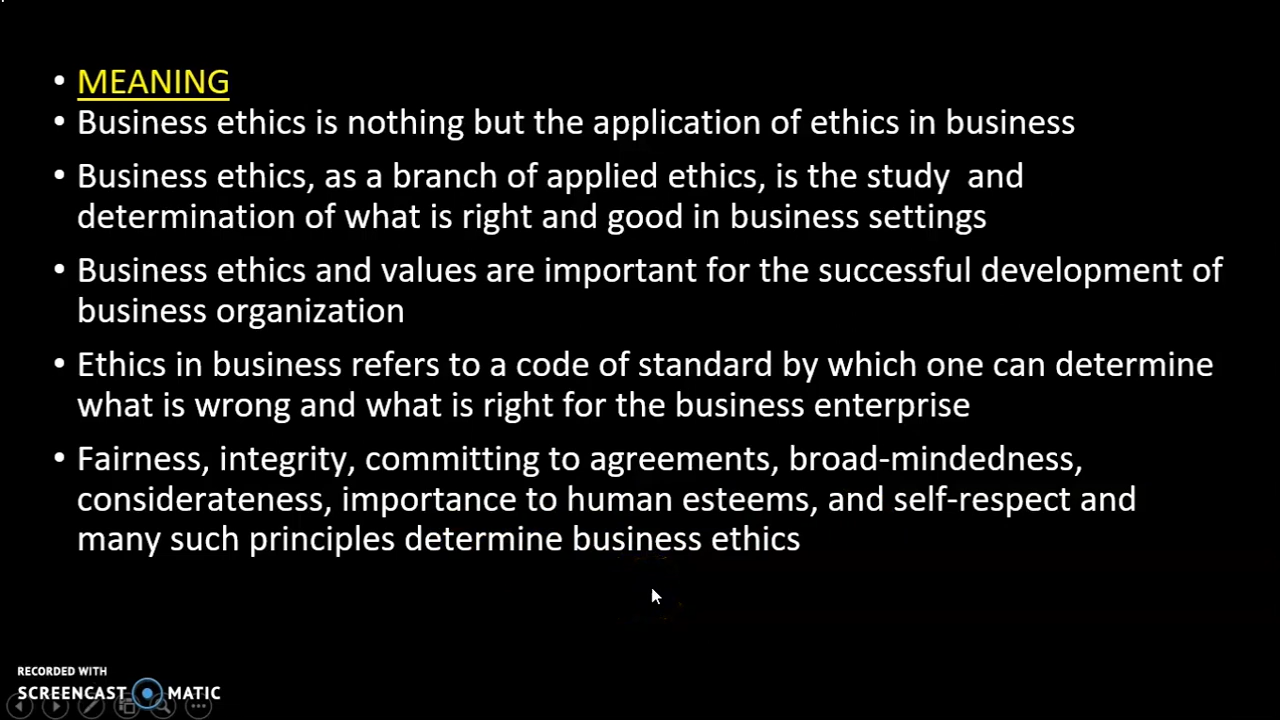 • MEANING
• Business ethics is nothing but the application of ethics in business
• Business ethics, as a branch of applied ethics, is the study  and
determination of what is right and good in business settings
• Business ethics and values are important for the successful development of
business organization
• Ethics in business refers to a code of standard by which one can determine
what is wrong and what is right for the business enterprise
• Fairness, integrity, committing to agreements, broad-mindedness,
considerateness, importance to human esteems, and self-respect and
many such principles determine business ethics
RECORDED WITH
SCREENCAST MATIC